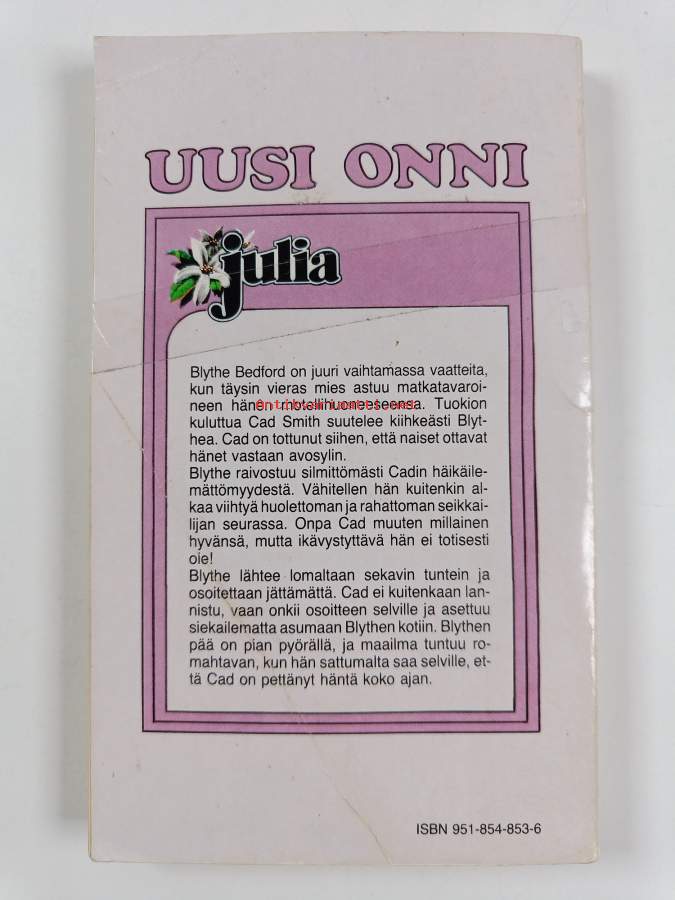 UUSI ONNI
julia
Blythe Bedford on juuri vaihtamassa vaatteita,
kun täysin vieras mies astuu matkatavaroi-
neen hänen motellihuoneeseensa. Tuokion
Antikvariaatti.net
kuluttua Cad Smith suutelee kiihkeästi Blyt-
hea. Cad on tottunut siihen, että naiset ottavat
hänet vastaan avosylin.
Blythe raivostuu silmittömästi Cadin häikäile-
mättömyydestä. Vähitellen hän kuitenkin al-
kaa viihtyä huolettoman ja rahattoman seikkai-
lijan seurassa. Onpa Cad muuten millainen
hyvänsä, mutta ikävystyttävä hän ei totisesti
oie!
Blythe lähtee lomaltaan sekavin tuntein ja
osoitettaan jättämättä. Cad ei kuitenkaan lan-
nistu, vaan onkii osoitteen selville ja asettuu
siekailematta asumaan Blythen kotiin. Blythen
pää on pian pyörällä, ja maailma tuntuu ro-
mahtavan, kun hän sattumalta saa selville, et-
tä Cad on pettänyt häntä koko ajan.
ISBN 951-854-853-6